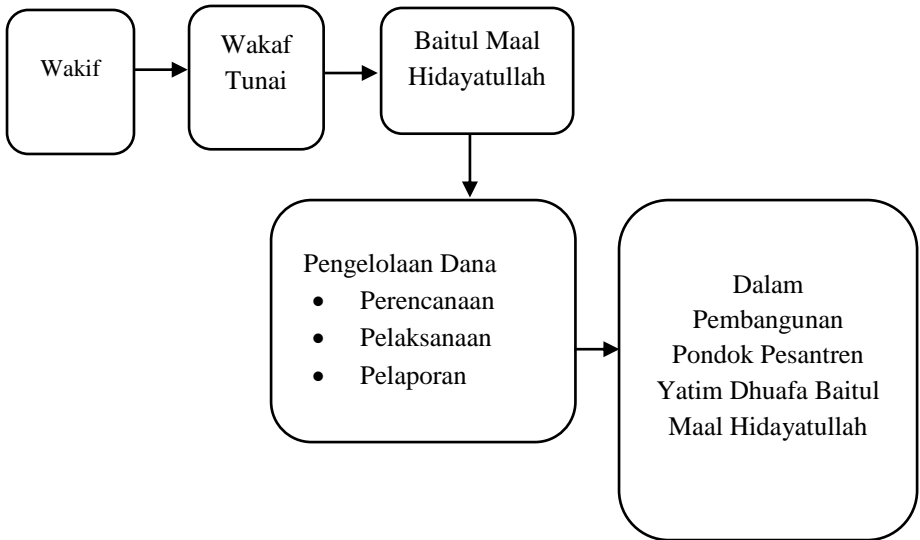 Wakif
Wakaf
Tunai
Baitul Maal
Hidayatullah
Pengelolaan Dana
• Perencanaan
• Pelaksanaan
• Pelaporan
Dalam
Pembangunan
Pondok Pesantren
Yatim Dhuafa Baitul
Maal Hidayatullah